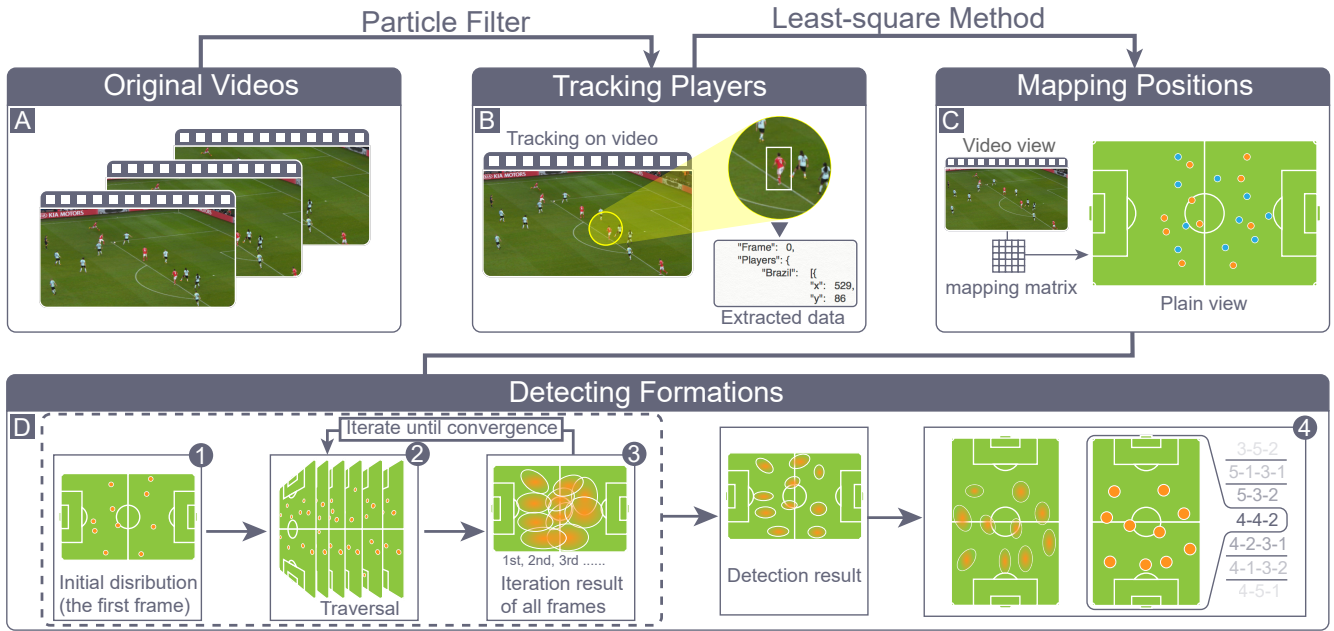 Particle Filter
Least-square Method
Original Videos
Tracking Players
Mapping Positions
A
KIA MOTORS
B
Tracking on video
"Frame": 0,
"Players": {
"Brazil": [{
"x": 529,
"y": 86
Extracted data
C
Video view
mapping matrix
Plain view
Detecting Formations
D
Iterate until convergence
1
Initial disribution
(the first frame)
2
Traversal
3
1st, 2nd, 3rd ......
Iteration result
of all frames
Detection result
4
3-5-2
5-1-3-1
5-3-2
4-4-2
4-2-3-1
4-1-3-2
4-5-1